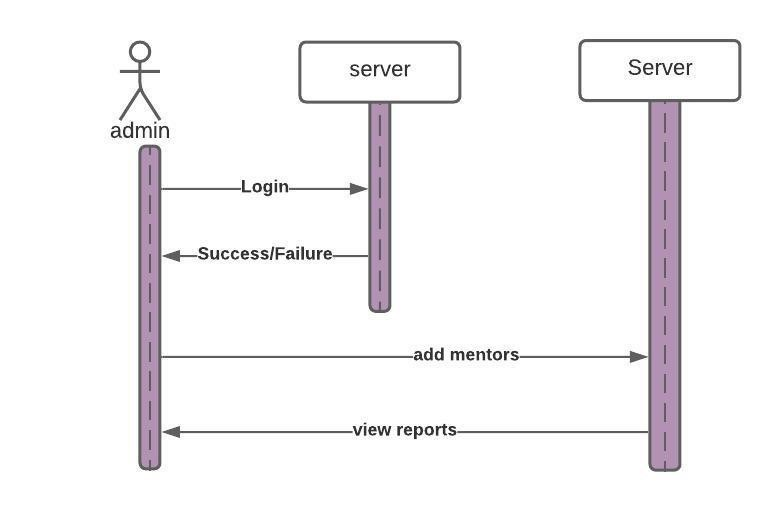 server
Server
admin
Login
Success/Failure
add mentors
view reports